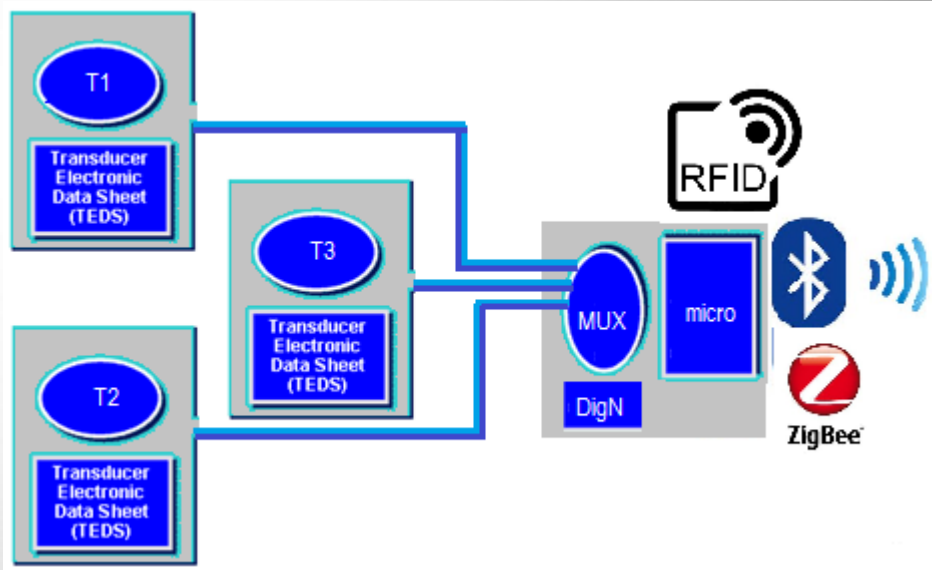 T1
Transducer
Electronic
Data Sheet
(TEDS)
T3
Transducer
Electronic
Data Sheet
(TEDS)
T2
Transducer
Electronic
Data Sheet
(TEDS)
MUX
DigN
micro
RFID
ZigBee